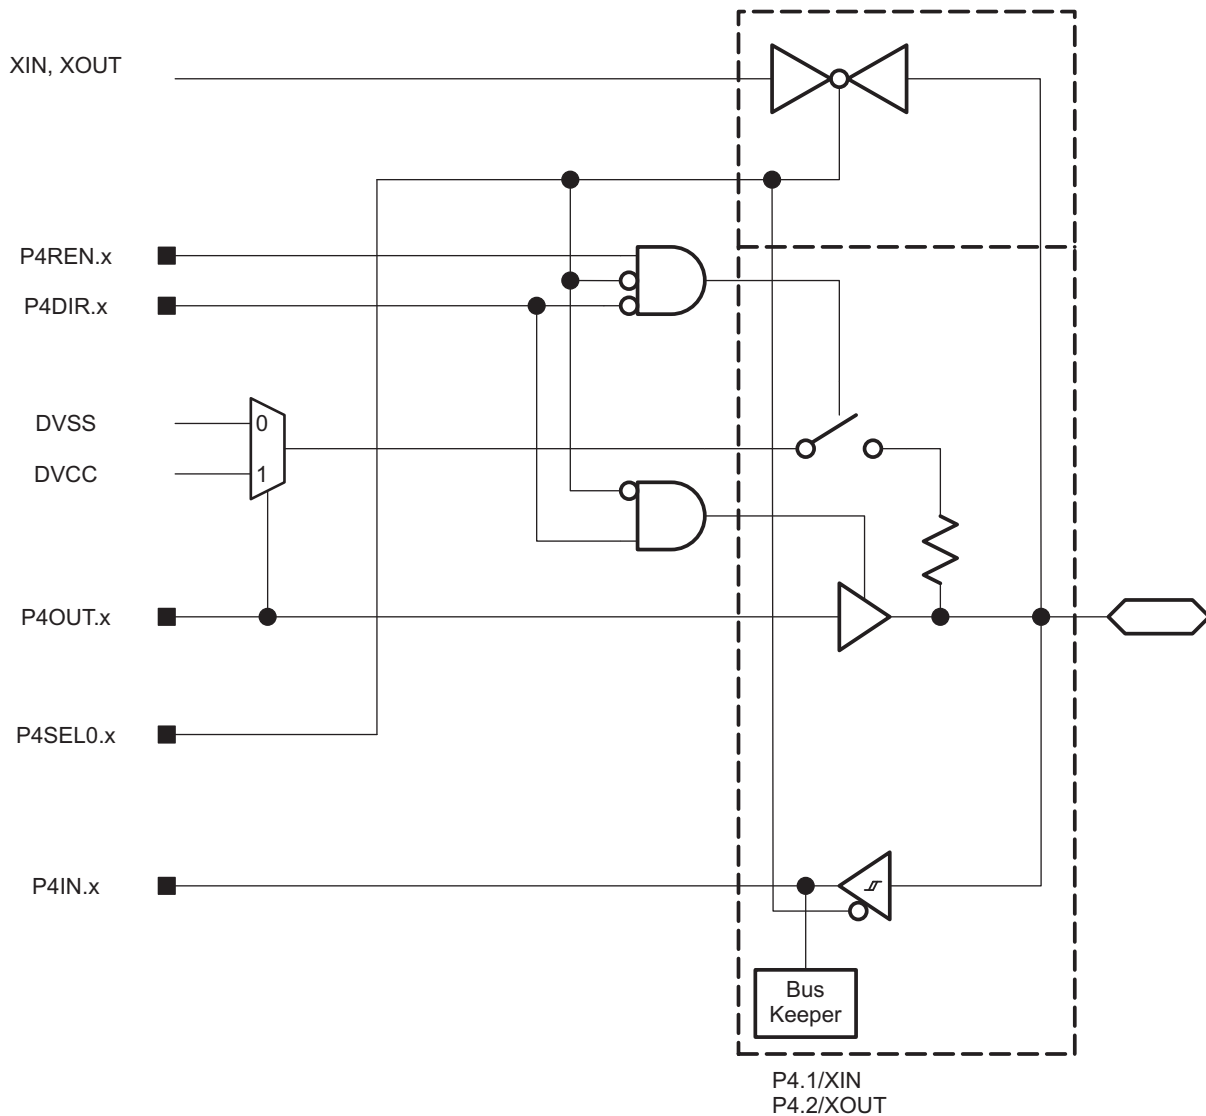 XIN, XOUT
P4REN.x
P4DIR.x
DVSS
0
DVCC
1
P4OUT.x
P4SEL0.x
P4IN.x
Bus
Keeper
P4.1/XIN
P4.2/XOUT